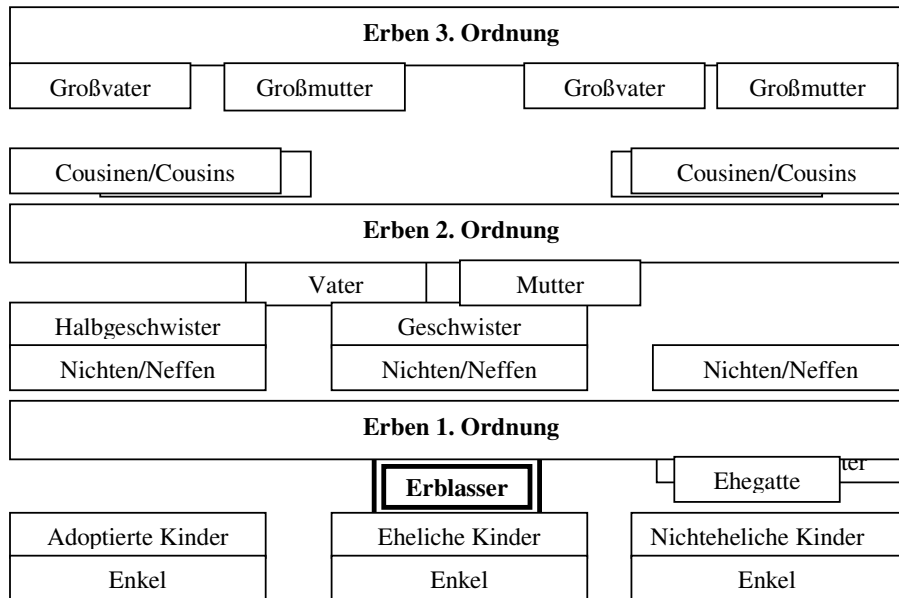 Erben 3. Ordnung
Großvater Großmutter Großvater Großmutter
Cousinen/Cousins Cousinen/Cousins
Erben 2. Ordnung
Vater Mutter
Halbgeschwister Geschwister
Nichten/Neffen Nichten/Neffen Nichten/Neffen
Erben 1. Ordnung
Erblasser Ehegatte
Adoptierte Kinder Eheliche Kinder Nichteheliche Kinder
Enkel Enkel Enkel